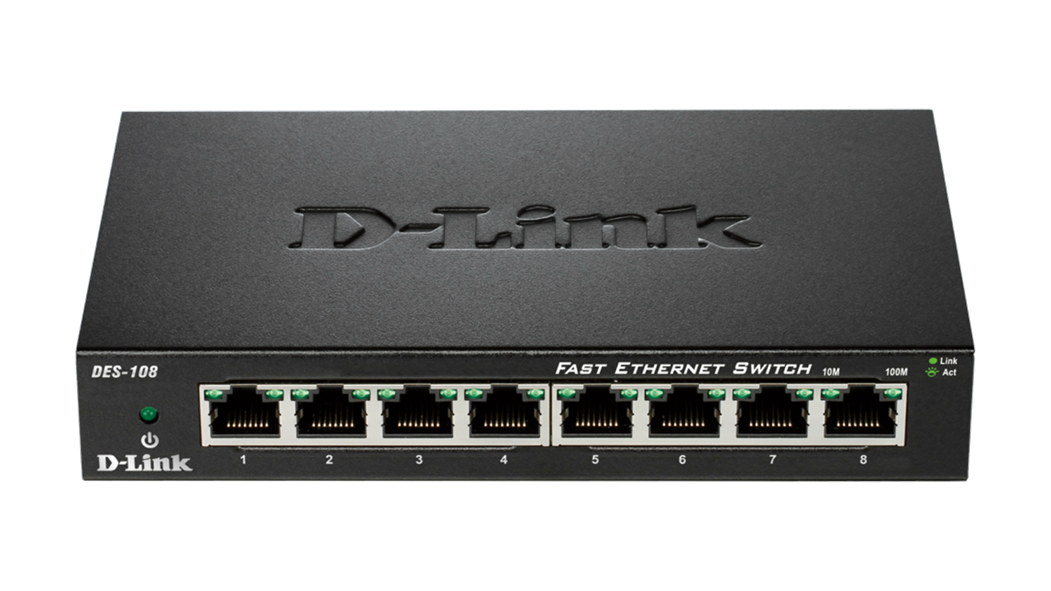 D-Link
DES-108
FAST ETHERNET SWITCH
10M
100M
Link
Act
D-Link
1 2 3 4 5 6 7 8